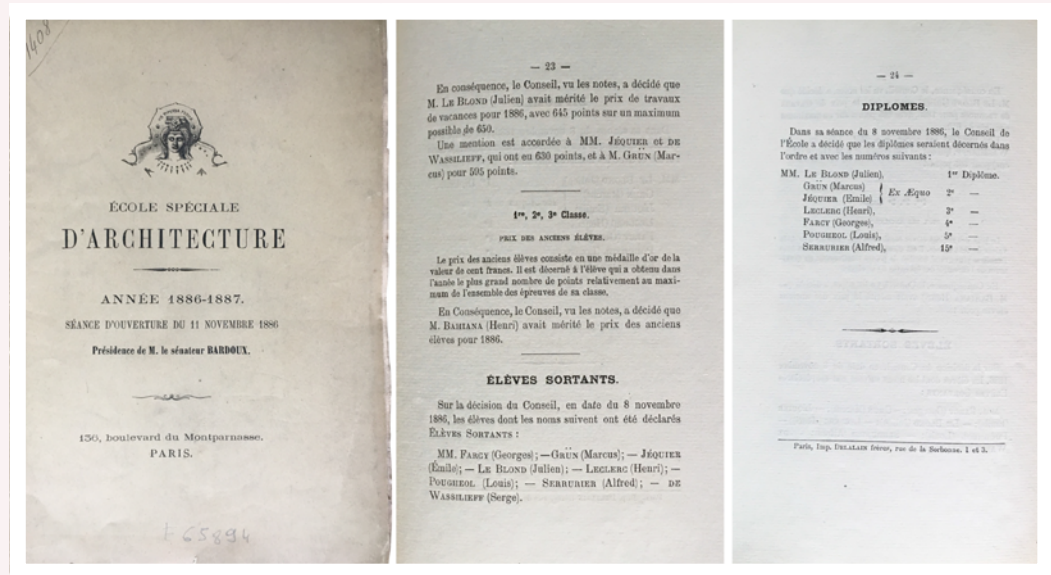 1408
ÉCOLE SPÉCIALE
D'ARCHITECTURE
ANNÉE 1886-1887.
SÉANCE D'OUVERTURE DU 11 NOVEMBRE 1886
Présidence de M. le sénateur BARDOUX.
136, boulevard du Montparnasse.
PARIS.
F 65894
— 23 —
En conséquence, le Conseil, vu les notes, a décidé que
M. LE BLOND (Julien) avait mérité le prix de travaux
de vacances pour 1886, avec 645 points sur un maximum
possible de 650.
Une mention est accordée à MM. JÉQUIER et DE
WASSILIEFF, qui ont eu 630 points, et à M. GRÜN (Mar-
cus) pour 595 points.
1re, 2e, 3e Classe.
PRIX DES ANCIENS ÉLÈVES.
Le prix des anciens élèves consiste en une médaille d'or de la
valeur de cent francs. Il est décerné à l'élève qui a obtenu dans
l'année le plus grand nombre de points relativement au maxi-
mum de l'ensemble des épreuves de sa classe.
En Conséquence, le Conseil, vu les notes, a décidé que
M. BAHIANA (Henri) avait mérité le prix des anciens
élèves pour 1886.
ÉLÈVES SORTANTS.
Sur la décision du Conseil, en date du 8 novembre
1886, les élèves dont les noms suivent ont été déclarés
ÉLÈVES SORTANTS :
MM. FARCY (Georges); — GRÜN (Marcus); — JÉQUIER
(Émile); — LE BLOND (Julien); — LECLERC (Henri); —
POUGHEOL (Louis); — SERRURIER (Alfred); — DE
WASSILIEFF (Serge).
— 24 —
DIPLOMES.
Dans sa séance du 8 novembre 1886, le Conseil de
l'École a décidé que les diplômes seraient décernés dans
l'ordre et avec les numéros suivants :
MM. LE BLOND (Julien), 1er Diplôme.
GRÜN (Marcus)
JÉQUIER (Emile) Ex Æquo 2e —
LECLERC (Henri), 3e —
FARCY (Georges), 4e —
POUGHEOL (Louis), 5e —
SERRURIER (Alfred), 15e —
Paris, Imp. DELALAIN frères, rue de la Sorbonne. 1 et 3.